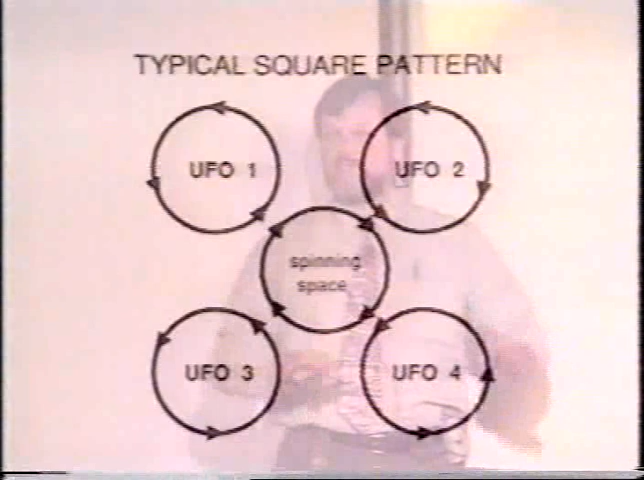 TYPICAL SQUARE PATTERN
UFO 1
UFO 2
spinning
space
UFO 3
UFO 4